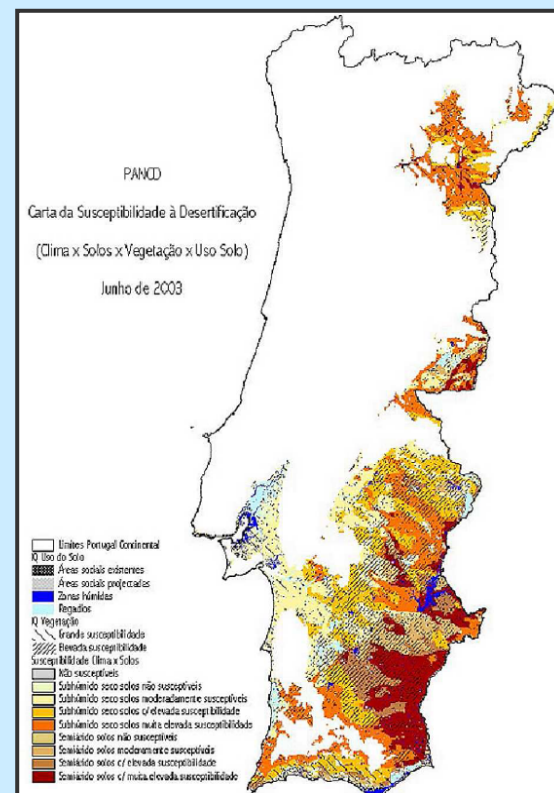 PANCD
Carta da Susceptibilidade à Desertificação
(Clima x Solos x Vegetação x Uso Solo)
Junho de 2003
Limites Portugal Continental
IQ Uso do Solo
Áreas sociais existentes
Áreas sociais projectadas
Zonas húmidas
Regadios
IQ Vegetação
Grande susceptibilidade
Elevada susceptibilidade
Susceptibilidade Clima x Solos
Não susceptíveis
Subhúmido seco solos não susceptíveis
Subhúmido seco solos moderadamente susceptíveis
Subhúmido seco solos c/ elevada susceptibilidade
Subhúmido seco solos muita elevada susceptibilidade
Semiárido solos não susceptíveis
Semiárido solos moderamente susceptíveis
Semiárido solos c/ elevada susceptibilidade
Semiárido solos c/ muita elevada susceptibilidade